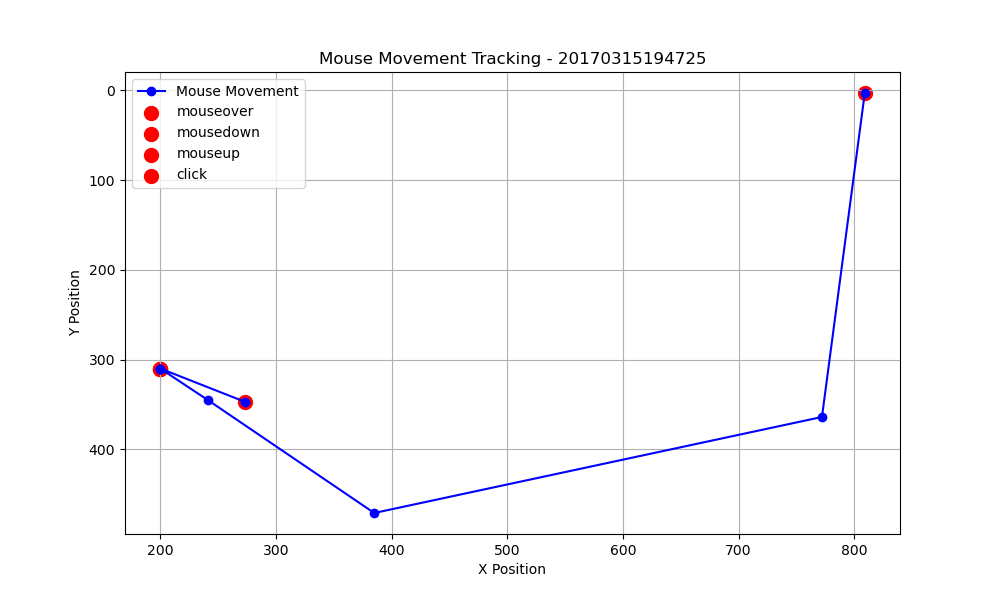 Mouse Movement Tracking - 20170315194725
Mouse Movement
mouseover
mousedown
mouseup
click
0
100
200
300
400
Y Position
200 300 400 500 600 700 800
X Position